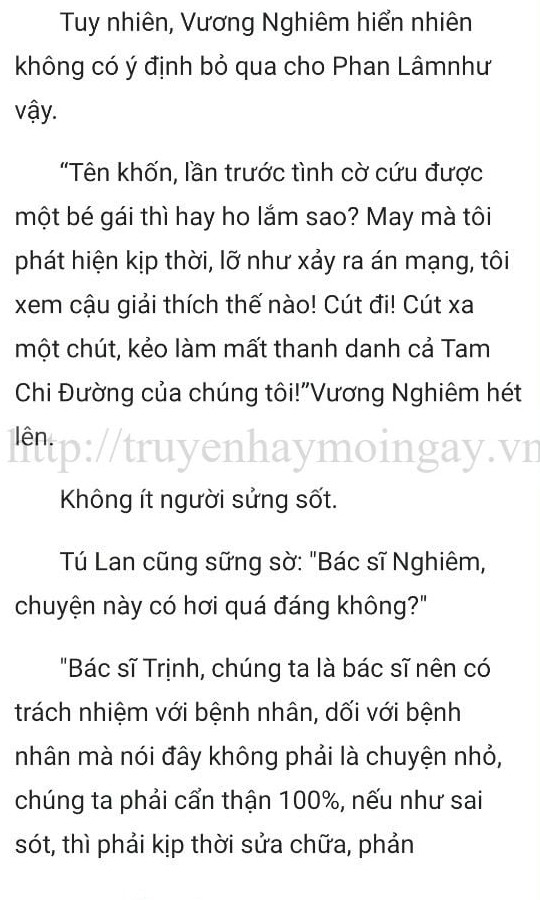 Tuy nhiên, Vương Nghiêm hiển nhiên
không có ý định bỏ qua cho Phan Lâmnhư
vậy.
“Tên khốn, lần trước tình cờ cứu được
một bé gái thì hay ho lắm sao? May mà tôi
phát hiện kịp thời, lỡ như xảy ra án mạng, tôi
xem cậu giải thích thế nào! Cút đi! Cút xa
một chút, kẻo làm mất thanh danh cả Tam
Chi Đường của chúng tôi!”Vương Nghiêm hét
lên.
http://truyenhaymoingay.vn
Không ít người sửng sốt.
Tú Lan cũng sững sờ: "Bác sĩ Nghiêm,
chuyện này có hơi quá đáng không?"
"Bác sĩ Trịnh, chúng ta là bác sĩ nên có
trách nhiệm với bệnh nhân, dối với bệnh
nhân mà nói đây không phải là chuyện nhỏ,
chúng ta phải cẩn thận 100%, nếu như sai
sót, thì phải kịp thời sửa chữa, phản